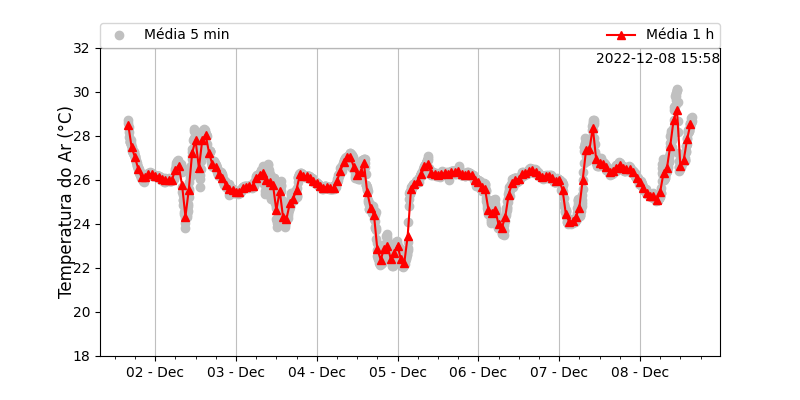 Média 5 min
Média 1 h
2022-12-08 15:58
Temperatura do Ar (°C)
32
30
28
26
24
22
20
18
02 - Dec
03 - Dec
04 - Dec
05 - Dec
06 - Dec
07 - Dec
08 - Dec